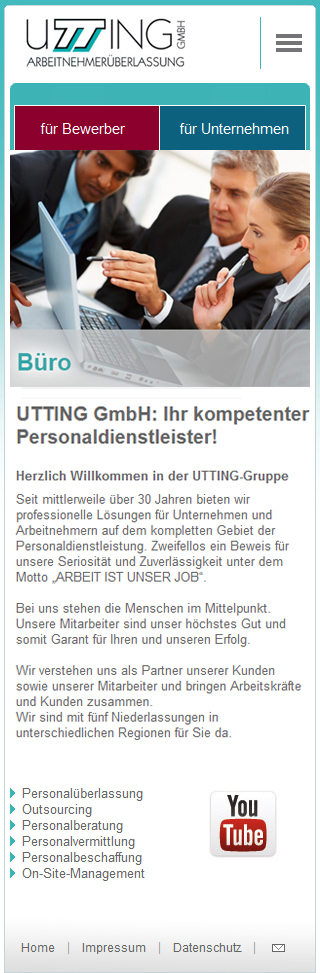 UTTING GMBH
ARBEITNEHMERÜBERLASSUNG
für Bewerber
für Unternehmen
Büro
UTTING GmbH: Ihr kompetenter
Personaldienstleister!
Herzlich Willkommen in der UTTING-Gruppe
Seit mittlerweile über 30 Jahren bieten wir
professionelle Lösungen für Unternehmen und
Arbeitnehmern auf dem kompletten Gebiet der
Personaldienstleistung. Zweifellos ein Beweis für
unsere Seriosität und Zuverlässigkeit unter dem
Motto „ARBEIT IST UNSER JOB“.
Bei uns stehen die Menschen im Mittelpunkt.
Unsere Mitarbeiter sind unser höchstes Gut und
somit Garant für Ihren und unseren Erfolg.
Wir verstehen uns als Partner unserer Kunden
sowie unserer Mitarbeiter und bringen Arbeitskräfte
und Kunden zusammen.
Wir sind mit fünf Niederlassungen in
unterschiedlichen Regionen für Sie da.
Personalüberlassung
Outsourcing
Personalberatung
Personalvermittlung
Personalbeschaffung
On-Site-Management
You
Tube
Home | Impressum | Datenschutz |